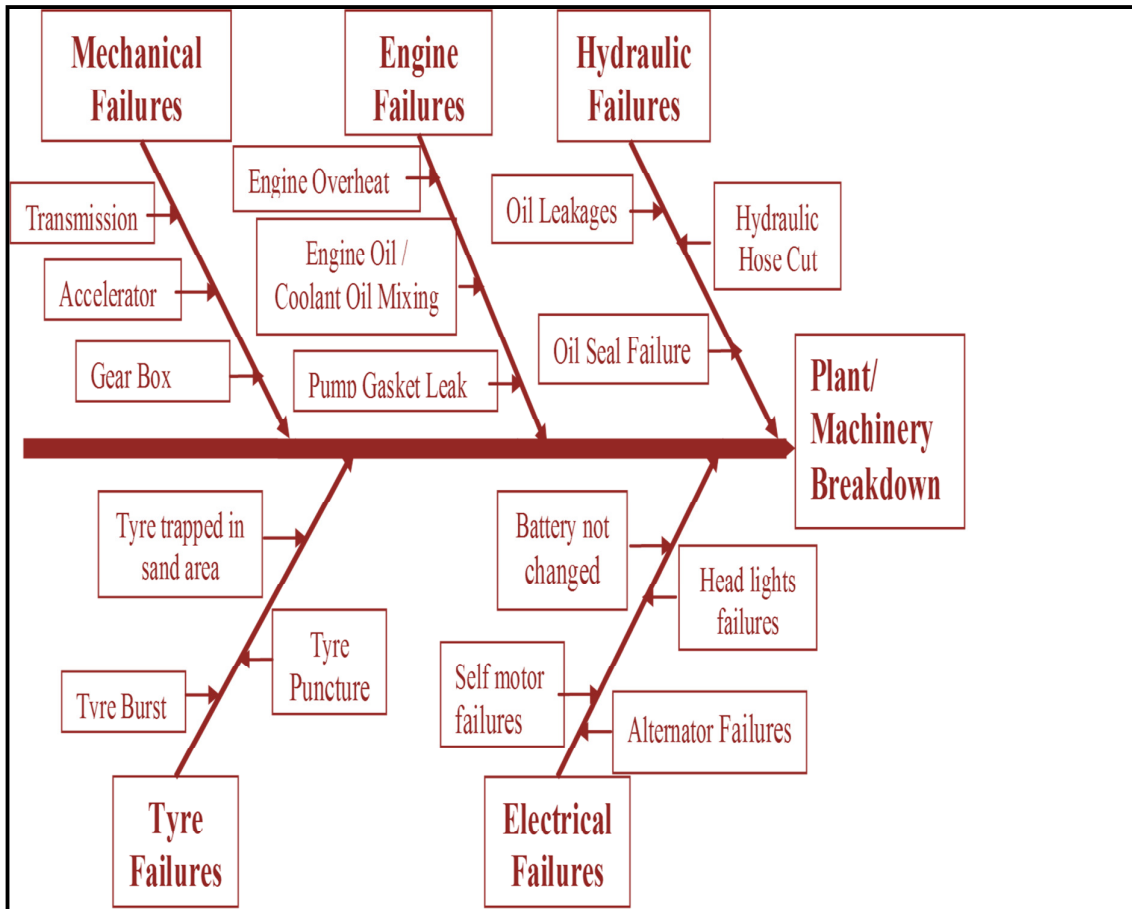 Mechanical
Failures
Engine
Failures
Hydraulic
Failures
Transmission
Accelerator
Gear Box
Engine Overheat
Engine Oil /
Coolant Oil Mixing
Pump Gasket Leak
Oil Leakages
Hydraulic
Hose Cut
Oil Seal Failure
Plant/
Machinery
Breakdown
Tyre trapped in
sand area
Tyre
Puncture
Tyre Burst
Battery not
changed
Head lights
failures
Self motor
failures
Alternator Failures
Tyre
Failures
Electrical
Failures